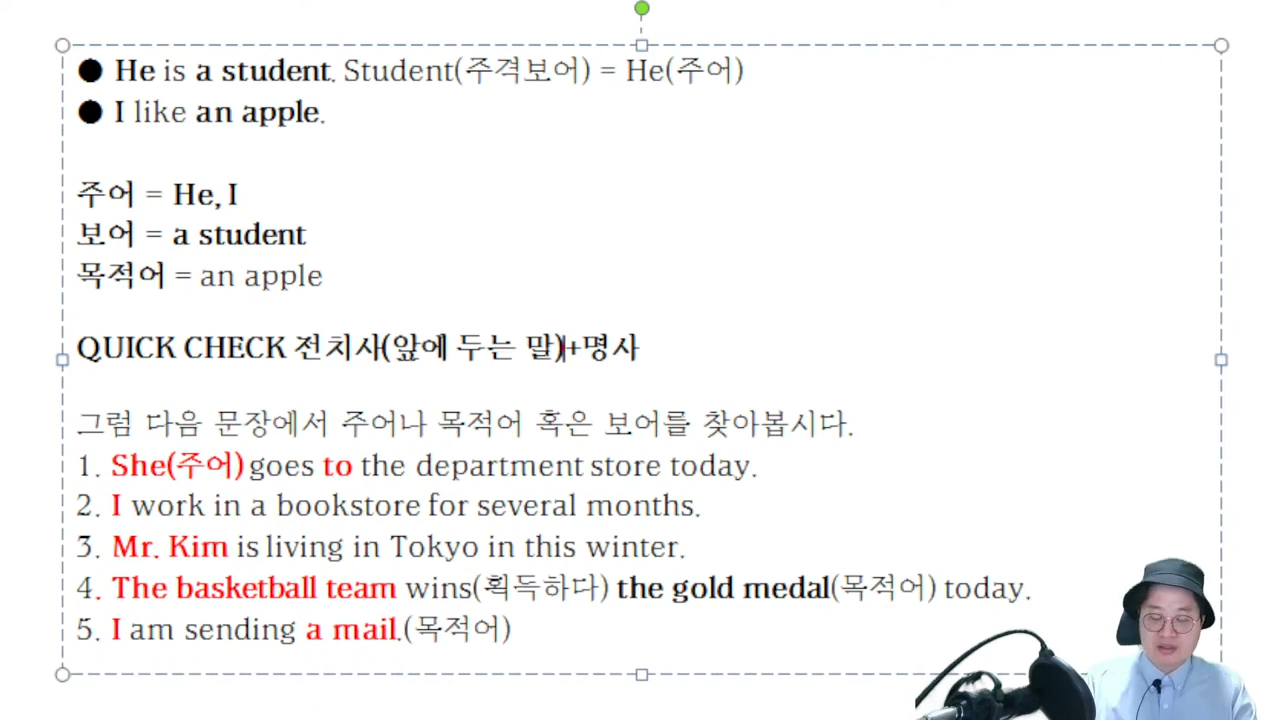 ● He is a student. Student(주격보어) = He(주어)
● I like an apple.
주어 = He, I
보어 = a student
목적어 = an apple
QUICK CHECK 전치사(앞에 두는 말)+명사
그럼 다음 문장에서 주어나 목적어 혹은 보어를 찾아봅시다.
1. She(주어) goes to the department store today.
2. I work in a bookstore for several months.
3. Mr. Kim is living in Tokyo in this winter.
4. The basketball team wins(획득하다) the gold medal(목적어) today.
5. I am sending a mail.(목적어)